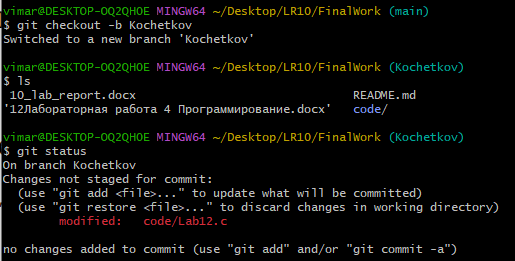 vimar@DESKTOP-OQ2QHOE MINGW64 ~/Desktop/LR10/FinalWork (main)
$ git checkout -b Kochetkov
Switched to a new branch 'Kochetkov'
vimar@DESKTOP-OQ2QHOE MINGW64 ~/Desktop/LR10/FinalWork (Kochetkov)
$ ls
10_lab_report.docx README.md
'12Лабораторная работа 4 Программирование.docx' code/
vimar@DESKTOP-OQ2QHOE MINGW64 ~/Desktop/LR10/FinalWork (Kochetkov)
$ git status
On branch Kochetkov
Changes not staged for commit:
(use "git add <file>..." to update what will be committed)
(use "git restore <file>..." to discard changes in working directory)
modified: code/Lab12.c
no changes added to commit (use "git add" and/or "git commit -a")